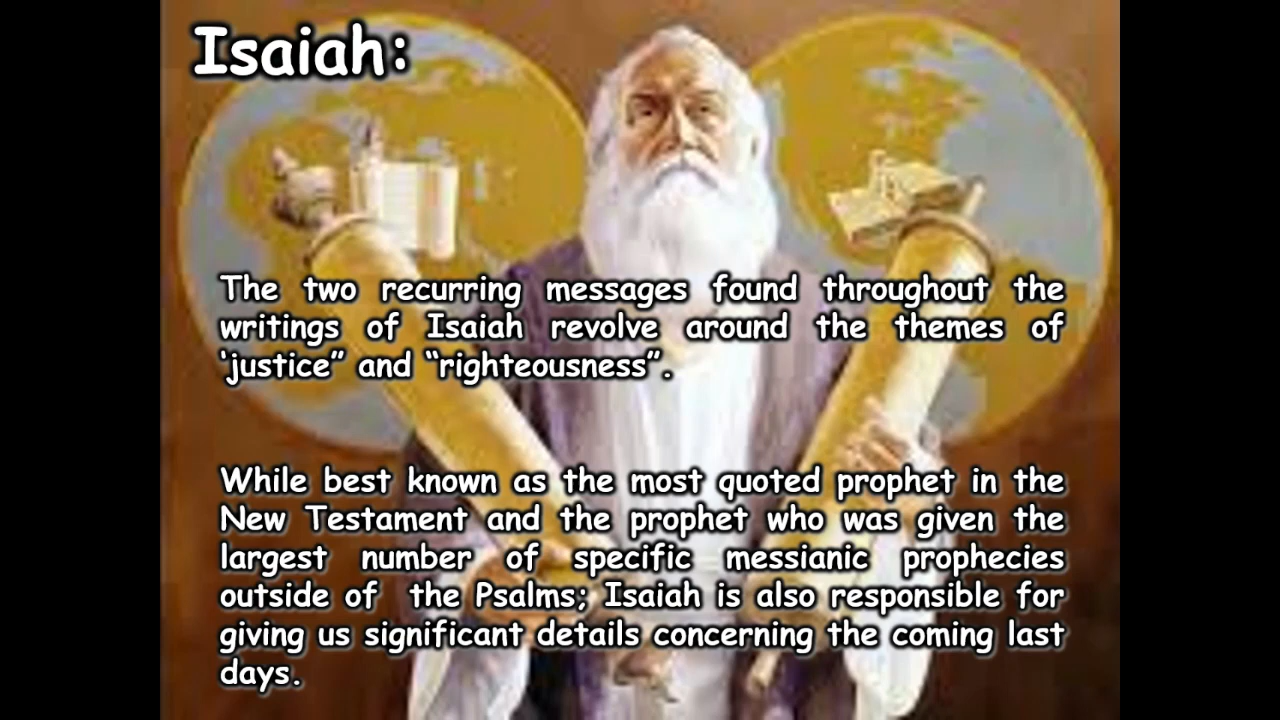 Isaiah:
The two recurring messages found throughout the
writings of Isaiah revolve around the themes of
‘justice” and “righteousness”.
While best known as the most quoted prophet in the
New Testament and the prophet who was given the
largest number of specific messianic prophecies
outside of the Psalms; Isaiah is also responsible for
giving us significant details concerning the coming last
days.